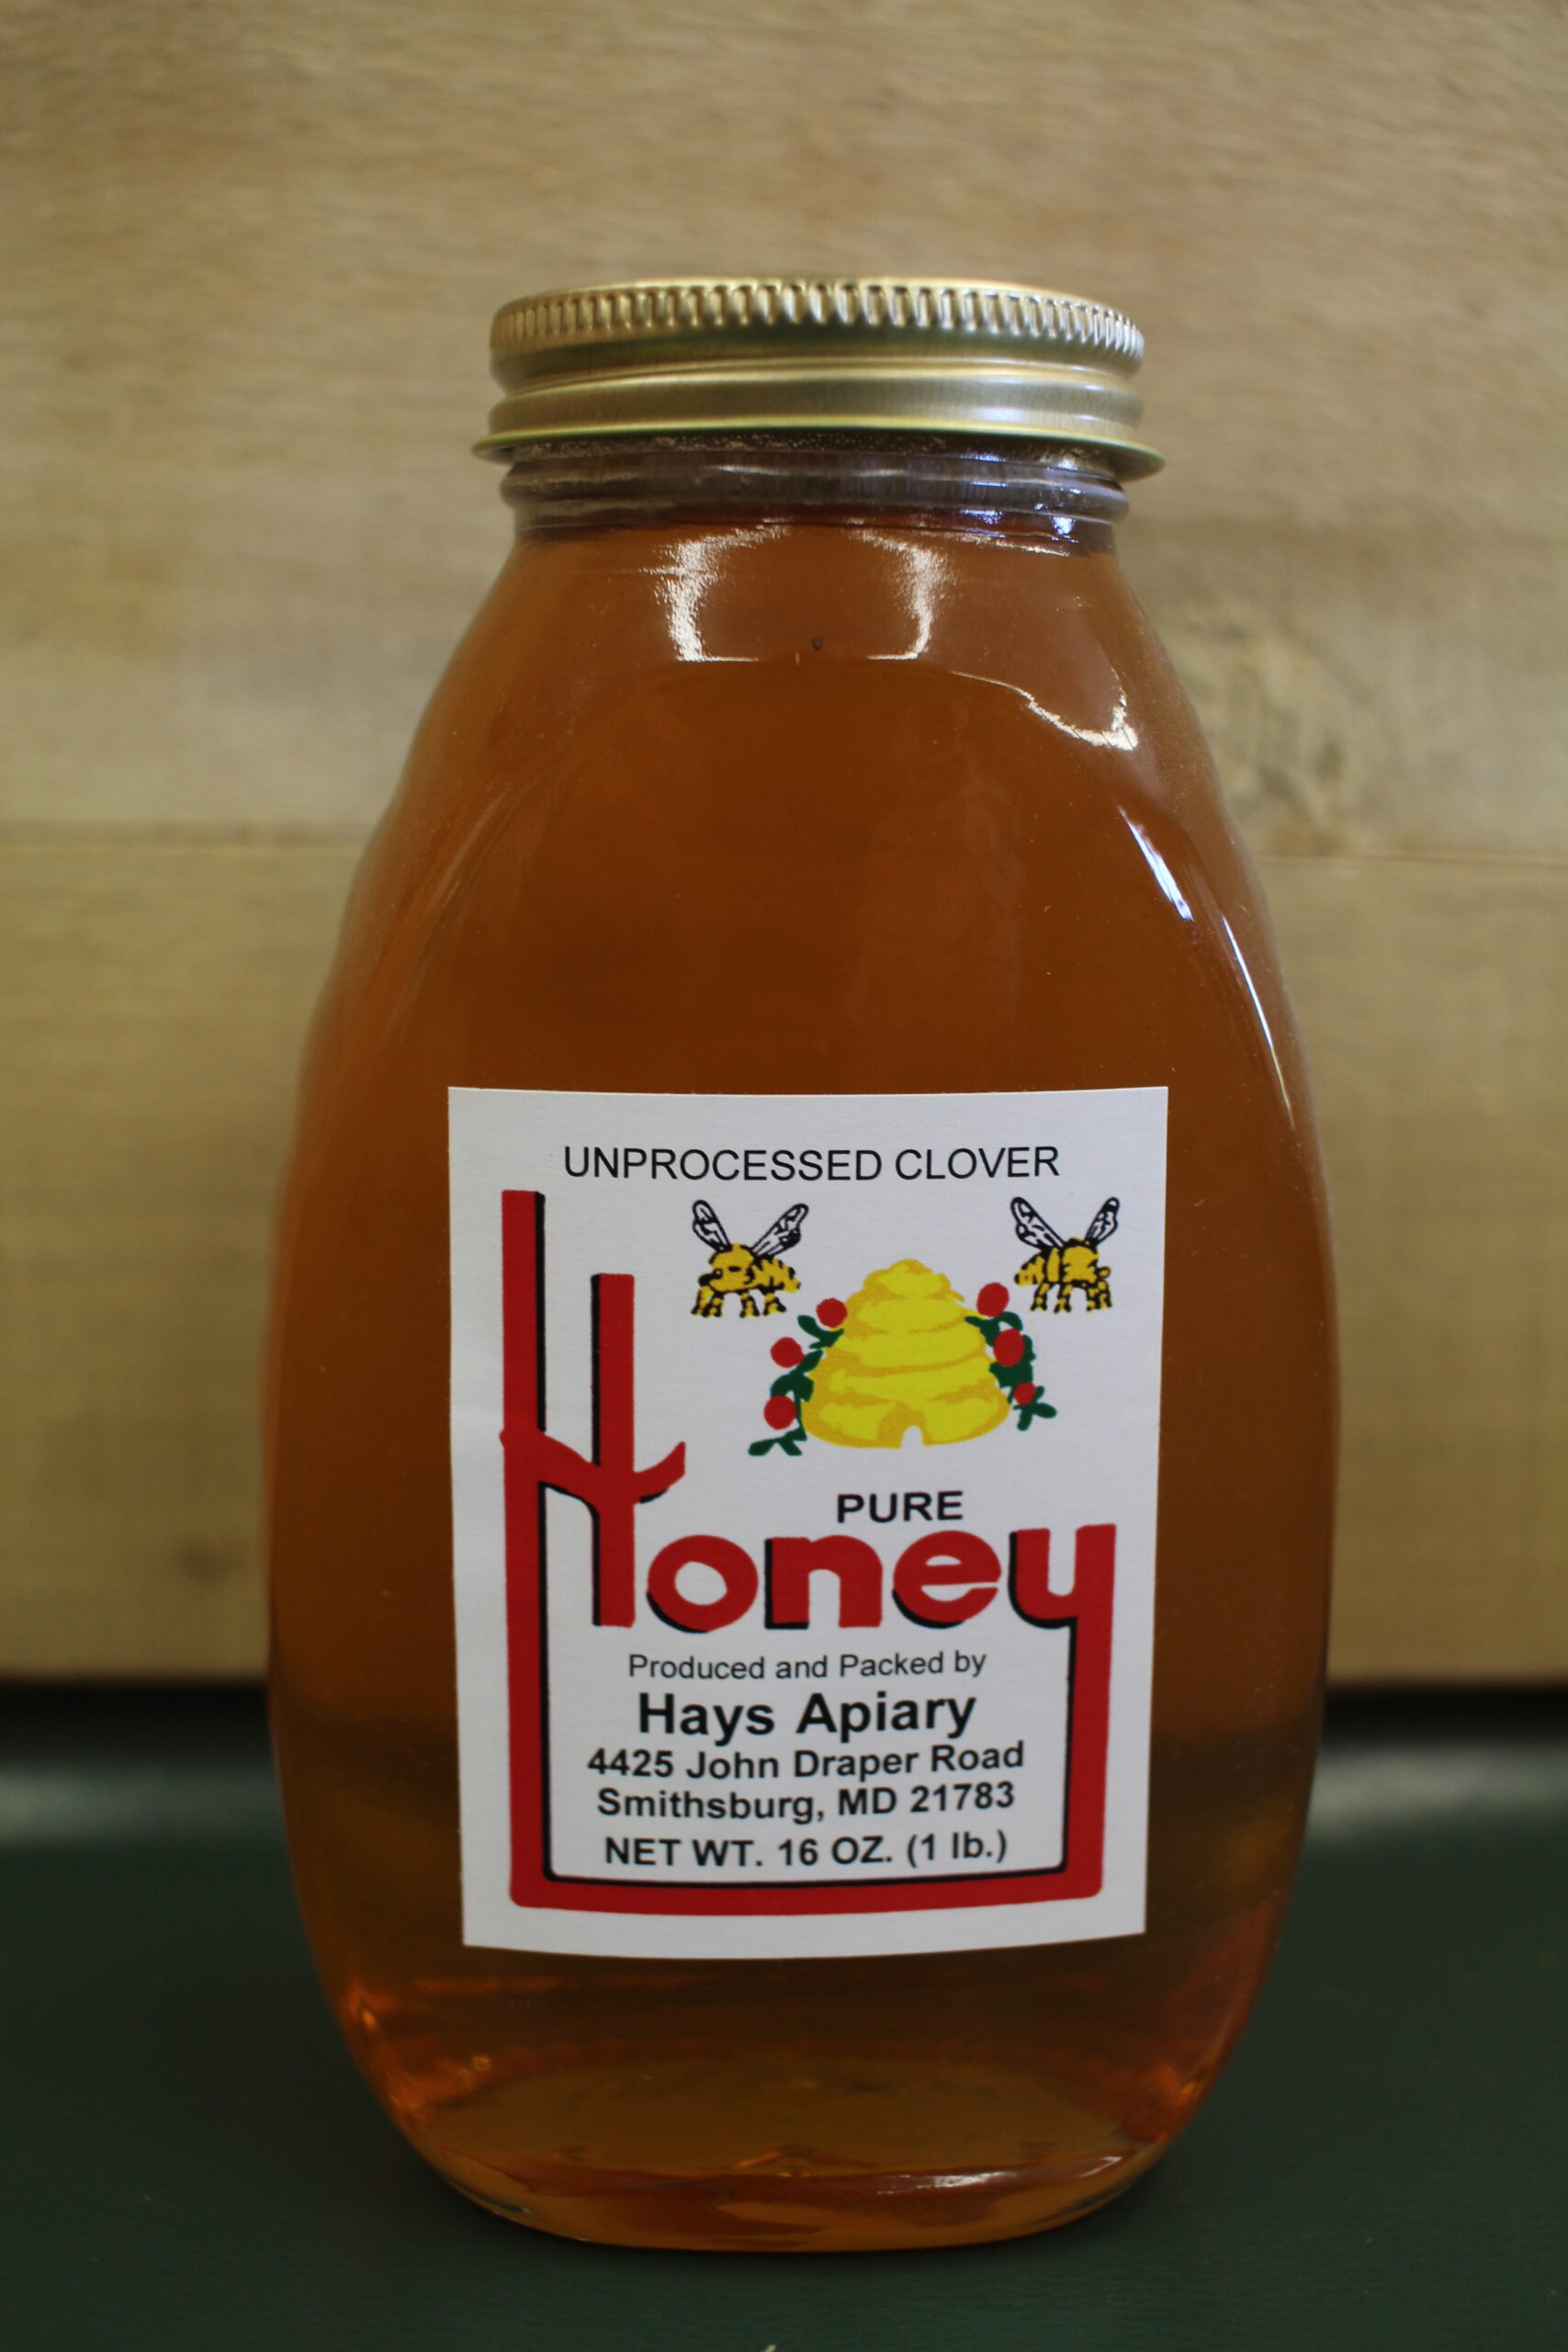 UNPROCESSED CLOVER
PURE
Honey
Produced and Packed by
Hays Apiary
4425 John Draper Road
Smithsburg, MD 21783
NET WT. 16 OZ. (1 lb.)